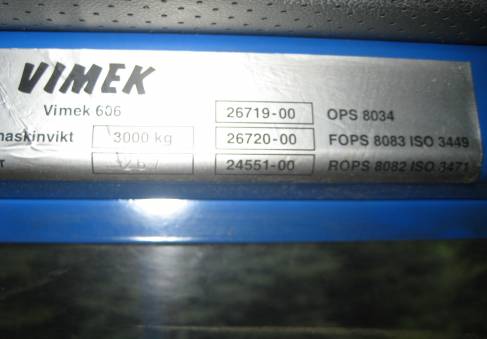 VIMEK
Vimek 606 26719-00 OPS 8034
maskinvikt 3000 kg 26720-00 FOPS 8083 ISO 3449
24551-00 ROPS 8082 ISO 3471